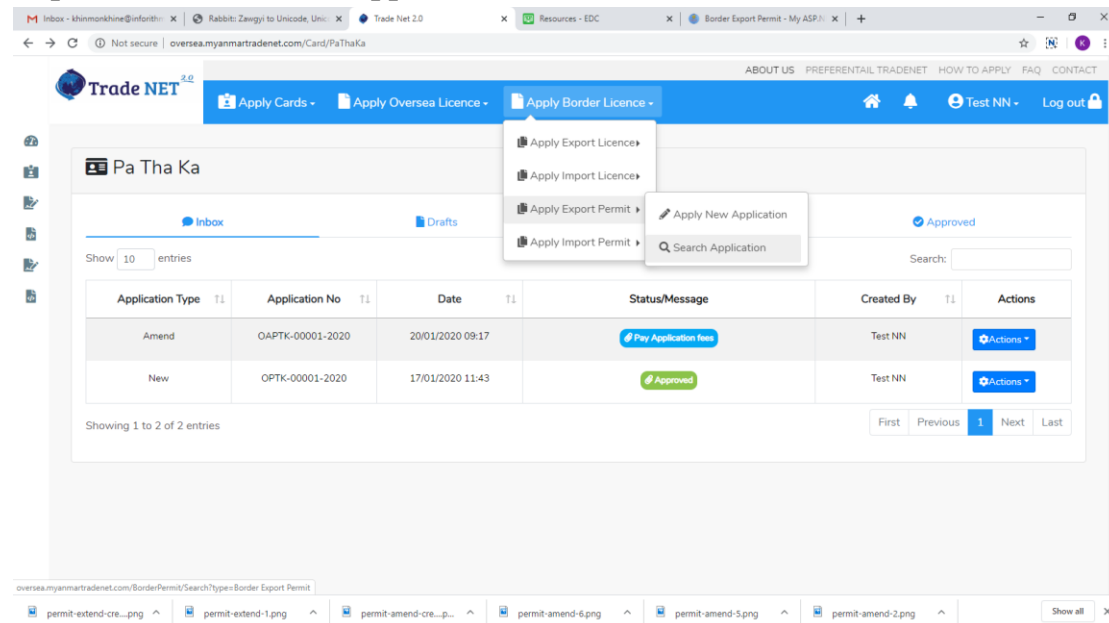 Inbox - khinmonkhine@inforithm
Rabbit: Zawgyi to Unicode, Unic
Trade Net 2.0
Resources - EDC
Border Export Permit - My ASP.N
Not secure | oversea.myanmartradenet.com/Card/PaThaKa
K
ABOUT US PREFERENTAIL TRADENET HOW TO APPLY FAQ CONTACT
Trade NET 2.0
Apply Cards
Apply Oversea Licence
Apply Border Licence
Test NN
Log out
Apply Export Licence
Apply Import Licence
Apply Export Permit
Apply Import Permit
Apply New Application
Search Application
Pa Tha Ka
Inbox
Drafts
Approved
Show 10 entries
Search:
Application Type Application No Date Status/Message Created By Actions
Amend OAPTK-00001-2020 20/01/2020 09:17 Pay Application fees Test NN Actions
New OPTK-00001-2020 17/01/2020 11:43 Approved Test NN Actions
Showing 1 to 2 of 2 entries
First Previous 1 Next Last
oversea.myanmartradenet.com/BorderPermit/Search?type=Border Export Permit
permit-extend-cre....png
permit-extend-1.png
permit-amend-cre....p...
permit-amend-6.png
permit-amend-5.png
permit-amend-2.png
Show all